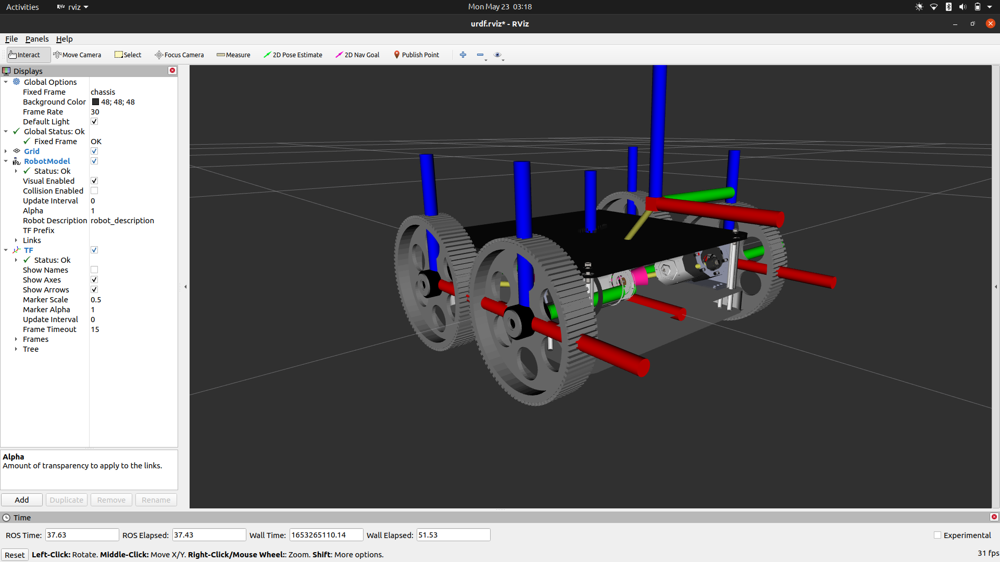 Activities rviz Mon May 23 03:18
urdf.rviz* - RViz
File Panels Help
Interact Move Camera Select Focus Camera Measure 2D Pose Estimate 2D Nav Goal Publish Point
Displays
Global Options
Fixed Frame chassis
Background Color 48; 48; 48
Frame Rate 30
Default Light
Global Status: Ok
Fixed Frame OK
Grid
RobotModel
Status: Ok
Visual Enabled
Collision Enabled
Update Interval 0
Alpha 1
Robot Description robot_description
TF Prefix
Links
TF
Status: Ok
Show Names
Show Axes
Show Arrows
Marker Scale 0.5
Marker Alpha 1
Update Interval 0
Frame Timeout 15
Frames
Tree
Alpha
Amount of transparency to apply to the links.
Add Duplicate Remove Rename
Time
ROS Time: 37.63 ROS Elapsed: 37.43 Wall Time: 1653265110.14 Wall Elapsed: 51.53 Experimental
Reset Left-Click: Rotate. Middle-Click: Move X/Y. Right-Click/Mouse Wheel:: Zoom. Shift: More options. 31 fps